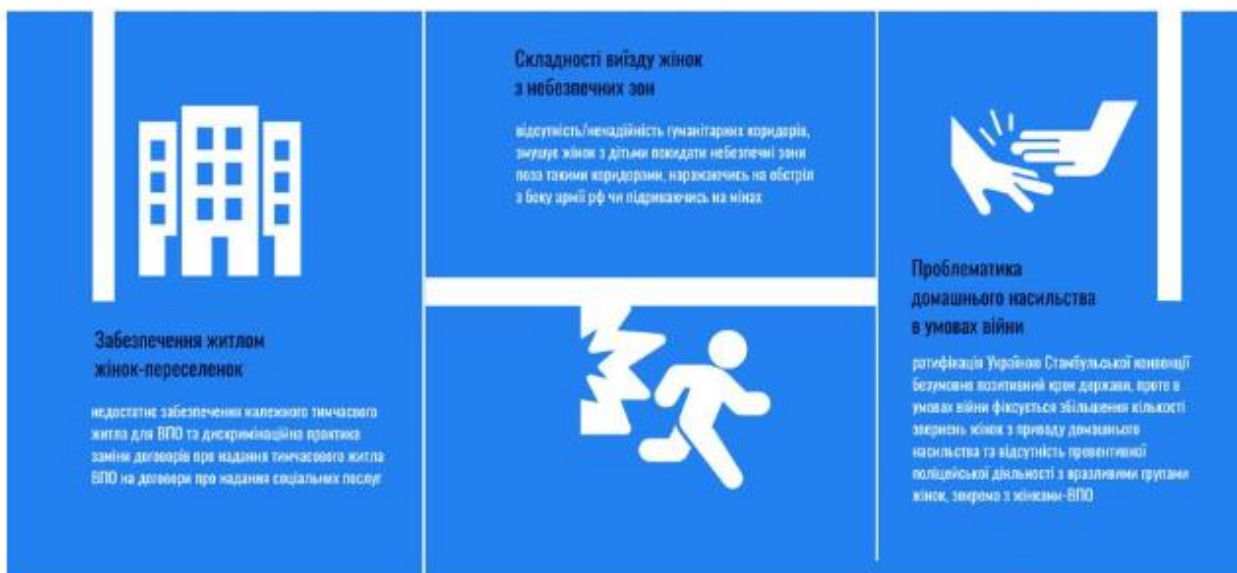 Забезпечення житлом
жінок-переселенок
недостатнє забезпечення належного тимчасового
житла для ВПО та дискримінаційна практика
заміни договорів про надання тимчасового житла
ВПО на договори про надання соціальних послуг
Складності виїзду жінок
з небезпечних зон
відсутність/ненадійність гуманітарних коридорів,
змушує жінок з дітьми покидати небезпечні зони
поза такими коридорами, наражаючись на обстріл
з боку армії рф чи підриваючись на мінах
Проблематика
домашнього насильства
в умовах війни
ратифікація Україною Стамбульської конвенції
безумовно позитивний крок держави, проте в
умовах війни фіксується збільшення кількості
звернень жінок з приводу домашнього
насильства та відсутність превентивної
поліцейської діяльності з вразливими групами
жінок, зокрема з жінками-ВПО